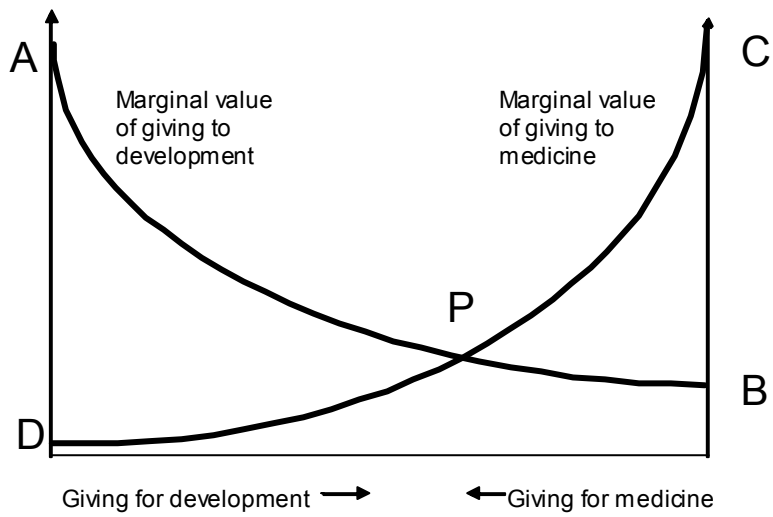 A
C
Marginal value
of giving to
development
Marginal value
of giving to
medicine
P
B
D
Giving for development
Giving for medicine